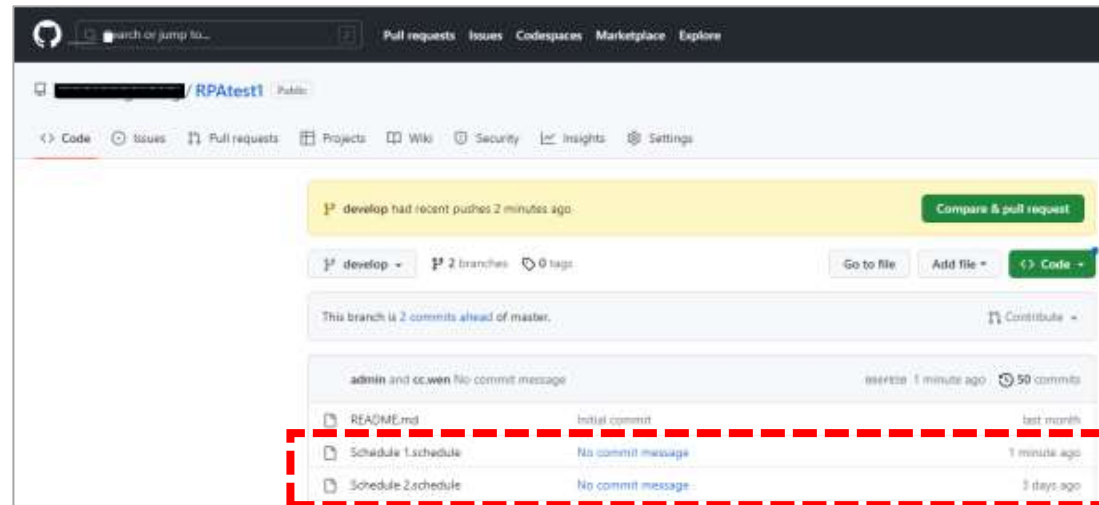 Search or jump to...
Pull requests Issues Codespaces Marketplace Explore
/ RPAtest1 Public
<> Code Issues Pull requests Projects Wiki Security Insights Settings
develop had recent pushes 2 minutes ago Compare & pull request
develop 2 branches 0 tags Go to file Add file <> Code
This branch is 2 commits ahead of master. Contribute
admin and cc.wen No commit message 1 minute ago 50 commits
README.md Initial commit last month
Schedule 1.schedule No commit message 1 minute ago
Schedule 2.schedule No commit message 3 days ago